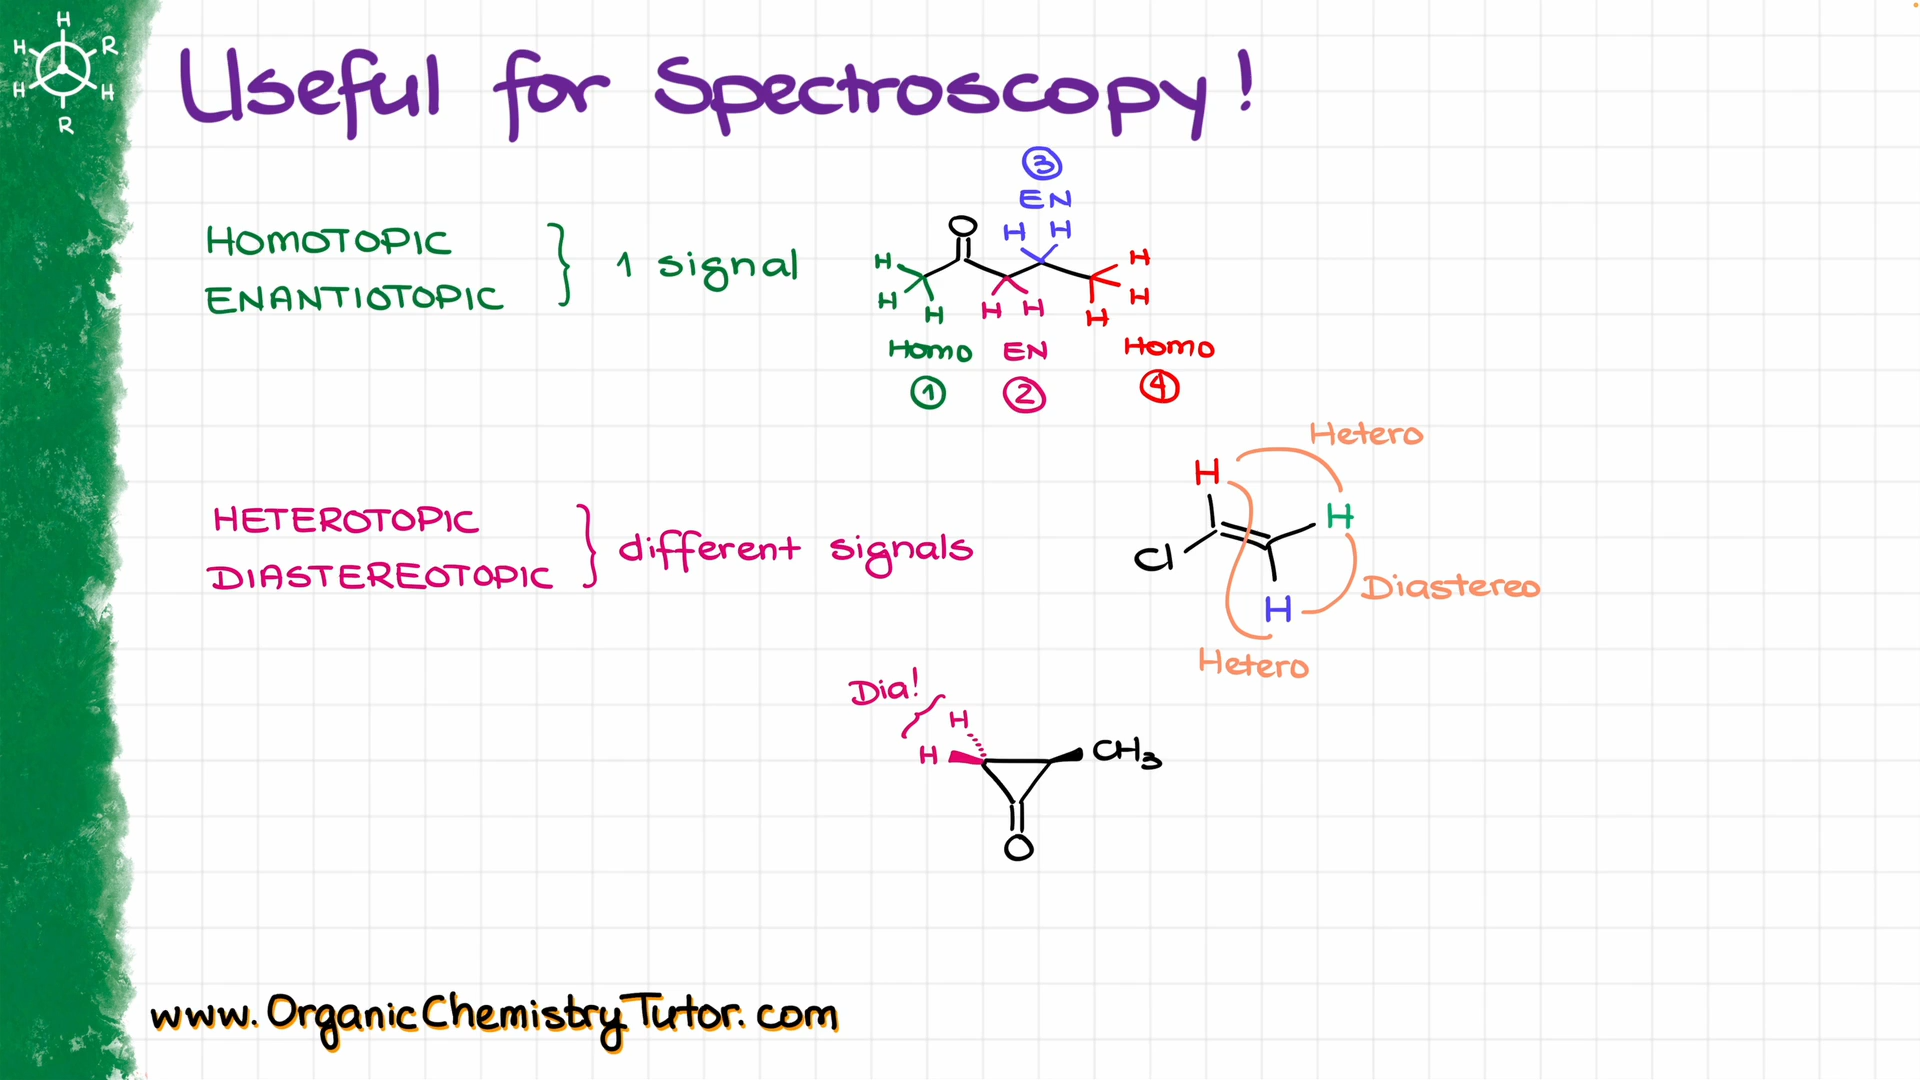 H
H R
H H
R
Useful for Spectroscopy!
HOMOTOPIC
ENANTIOTOPIC
1 signal
3
EN
H H
O
H
H
H
H H
H
H
H
Homo EN Homo
1 2 4
HETEROTOPIC
DIASTEREOTOPIC
different signals
Hetero
H
H
Cl
H
Diastereo
Hetero
Dia!
H
H
CH3
O
www.OrganicChemistryTutor.com